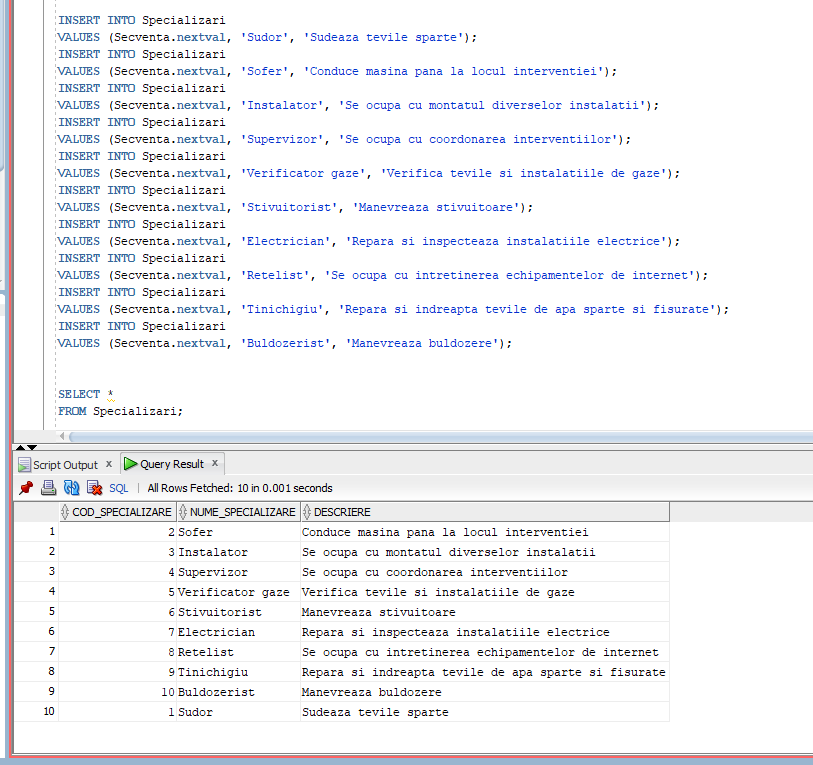 INSERT INTO Specializari
VALUES (Secventa.nextval, 'Sudor', 'Sudeaza tevile sparte');
INSERT INTO Specializari
VALUES (Secventa.nextval, 'Sofer', 'Conduce masina pana la locul interventiei');
INSERT INTO Specializari
VALUES (Secventa.nextval, 'Instalator', 'Se ocupa cu montatul diverselor instalatii');
INSERT INTO Specializari
VALUES (Secventa.nextval, 'Supervizor', 'Se ocupa cu coordonarea interventiilor');
INSERT INTO Specializari
VALUES (Secventa.nextval, 'Verificator gaze', 'Verifica tevile si instalatiile de gaze');
INSERT INTO Specializari
VALUES (Secventa.nextval, 'Stivuitorist', 'Manevreaza stivuitoare');
INSERT INTO Specializari
VALUES (Secventa.nextval, 'Electrician', 'Repara si inspecteaza instalatiile electrice');
INSERT INTO Specializari
VALUES (Secventa.nextval, 'Retelist', 'Se ocupa cu intretinerea echipamentelor de internet');
INSERT INTO Specializari
VALUES (Secventa.nextval, 'Tinichigiu', 'Repara si indreapta tevile de apa sparte si fisurate');
INSERT INTO Specializari
VALUES (Secventa.nextval, 'Buldozerist', 'Manevreaza buldozere');
SELECT *
FROM Specializari;
Script Output x Query Result x
SQL | All Rows Fetched: 10 in 0.001 seconds
COD_SPECIALIZARE NUME_SPECIALIZARE DESCRIERE
1 2 Sofer Conduce masina pana la locul interventiei
2 3 Instalator Se ocupa cu montatul diverselor instalatii
3 4 Supervizor Se ocupa cu coordonarea interventiilor
4 5 Verificator gaze Verifica tevile si instalatiile de gaze
5 6 Stivuitorist Manevreaza stivuitoare
6 7 Electrician Repara si inspecteaza instalatiile electrice
7 8 Retelist Se ocupa cu intretinerea echipamentelor de internet
8 9 Tinichigiu Repara si indreapta tevile de apa sparte si fisurate
9 10 Buldozerist Manevreaza buldozere
10 1 Sudor Sudeaza tevile sparte